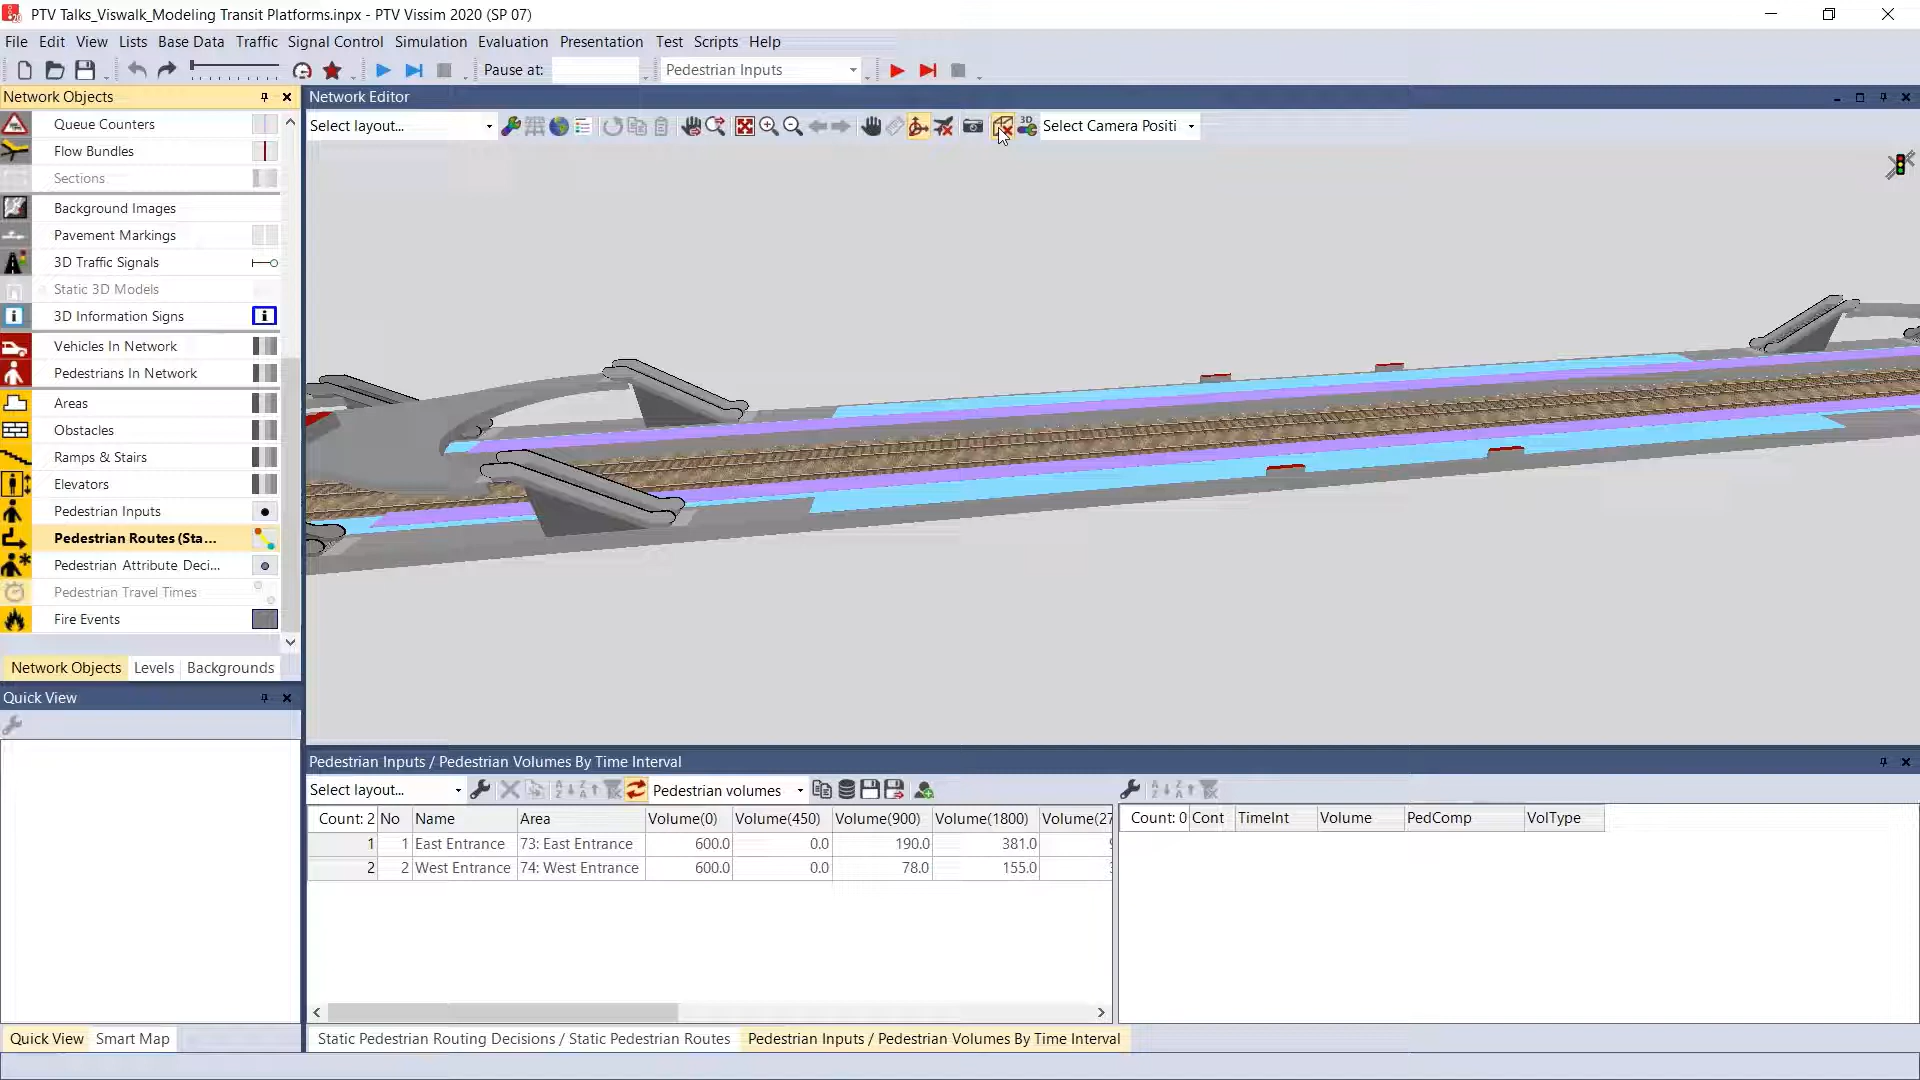 PTV Talks_Viswalk_Modeling Transit Platforms.inpx - PTV Vissim 2020 (SP 07)
File Edit View Lists Base Data Traffic Signal Control Simulation Evaluation Presentation Test Scripts Help
Pause at: Pedestrian Inputs
Network Objects
Network Editor
Select layout... 3D Select Camera Positi
Queue Counters
Flow Bundles
Sections
Background Images
Pavement Markings
3D Traffic Signals
Static 3D Models
3D Information Signs
Vehicles In Network
Pedestrians In Network
Areas
Obstacles
Ramps & Stairs
Elevators
Pedestrian Inputs
Pedestrian Routes (Sta...
Pedestrian Attribute Deci...
Pedestrian Travel Times
Fire Events
Network Objects Levels Backgrounds
Quick View
Pedestrian Inputs / Pedestrian Volumes By Time Interval
Select layout... Pedestrian volumes
Count: 2 No Name Area Volume(0) Volume(450) Volume(900) Volume(1800) Volume(27
1 1 East Entrance 73: East Entrance 600.0 0.0 190.0 381.0
2 2 West Entrance 74: West Entrance 600.0 0.0 78.0 155.0
Count: 0 Cont TimeInt Volume PedComp VolType
Quick View Smart Map
Static Pedestrian Routing Decisions / Static Pedestrian Routes Pedestrian Inputs / Pedestrian Volumes By Time Interval